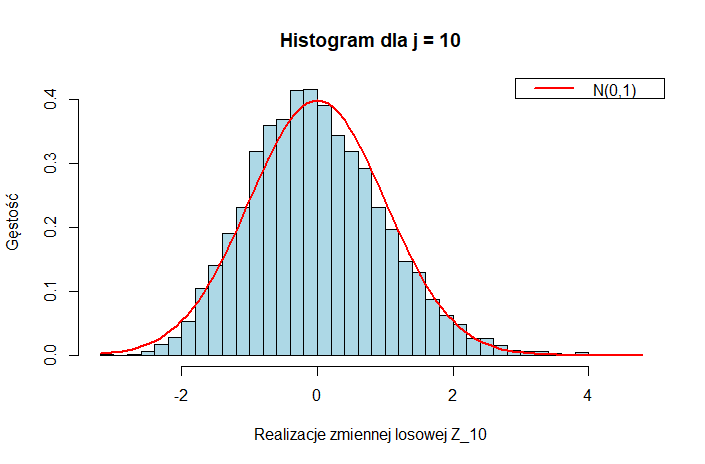 Histogram dla j = 10
N(0,1)
Gęstość
0.4
0.3
0.2
0.1
0.0
-2
0
2
4
Realizacje zmiennej losowej Z_10